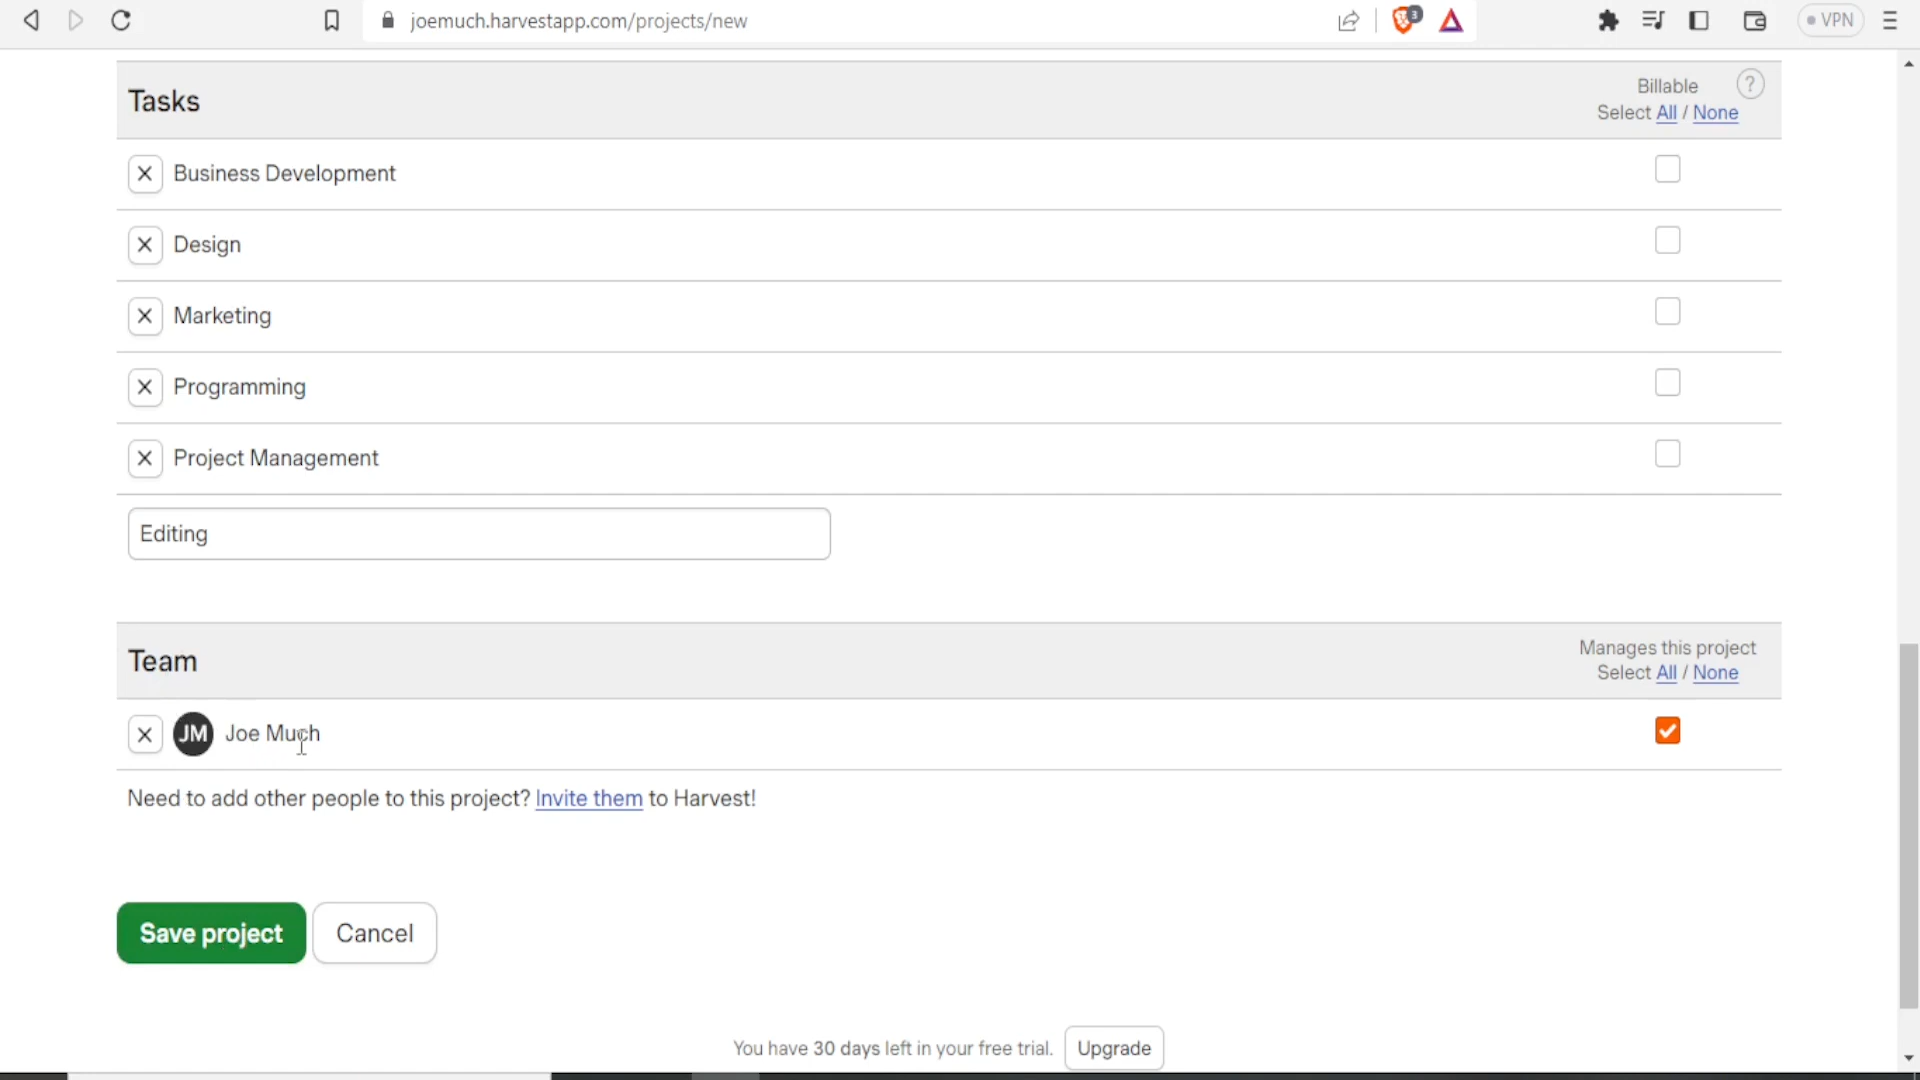 joemuch.harvestapp.com/projects/new
3
VPN
Tasks
Billable
?
Select All / None
Business Development
Design
Marketing
Programming
Project Management
Editing
Team
Manages this project
Select All / None
JM Joe Much
Need to add other people to this project? Invite them to Harvest!
Save project
Cancel
You have 30 days left in your free trial.
Upgrade